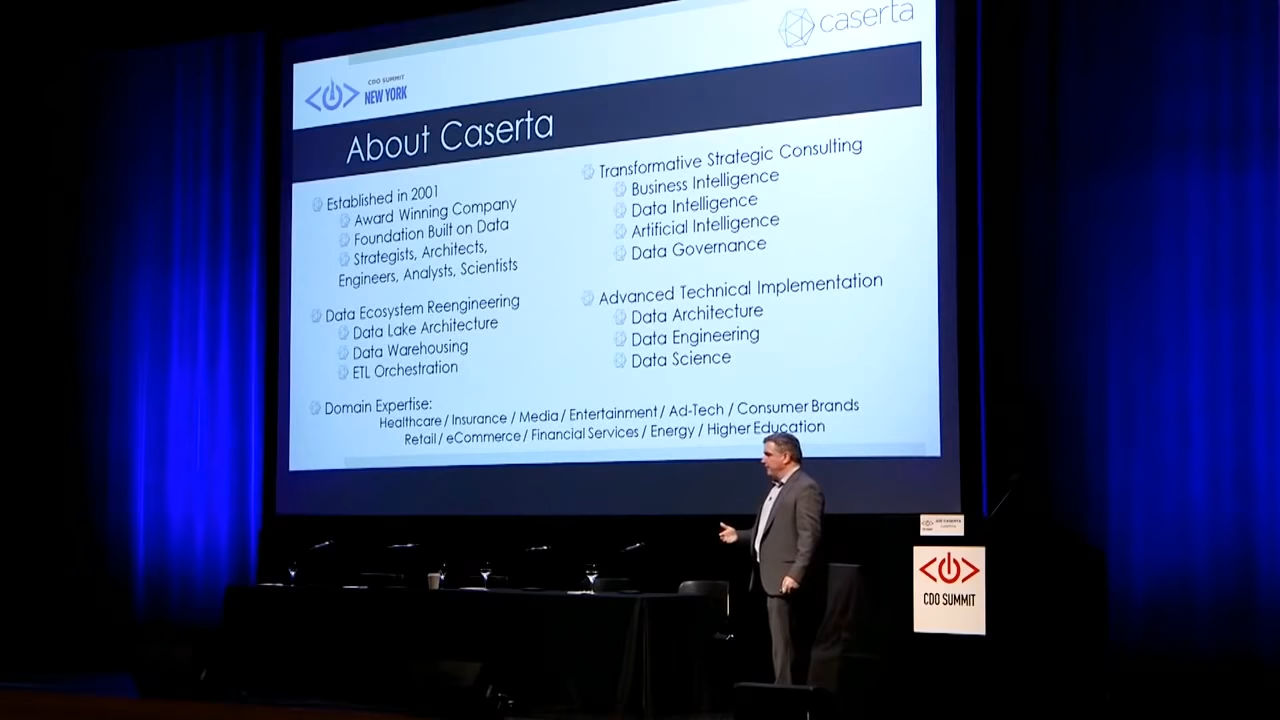 caserta
CDO SUMMIT
NEW YORK
About Caserta
Established in 2001
Award Winning Company
Foundation Built on Data
Strategists, Architects,
Engineers, Analysts, Scientists
Data Ecosystem Reengineering
Data Lake Architecture
Data Warehousing
ETL Orchestration
Transformative Strategic Consulting
Business Intelligence
Data Intelligence
Artificial Intelligence
Data Governance
Advanced Technical Implementation
Data Architecture
Data Engineering
Data Science
Domain Expertise:
Healthcare / Insurance / Media / Entertainment / Ad-Tech / Consumer Brands
Retail / eCommerce / Financial Services / Energy / Higher Education
JOE CASERTA
CDO SUMMIT